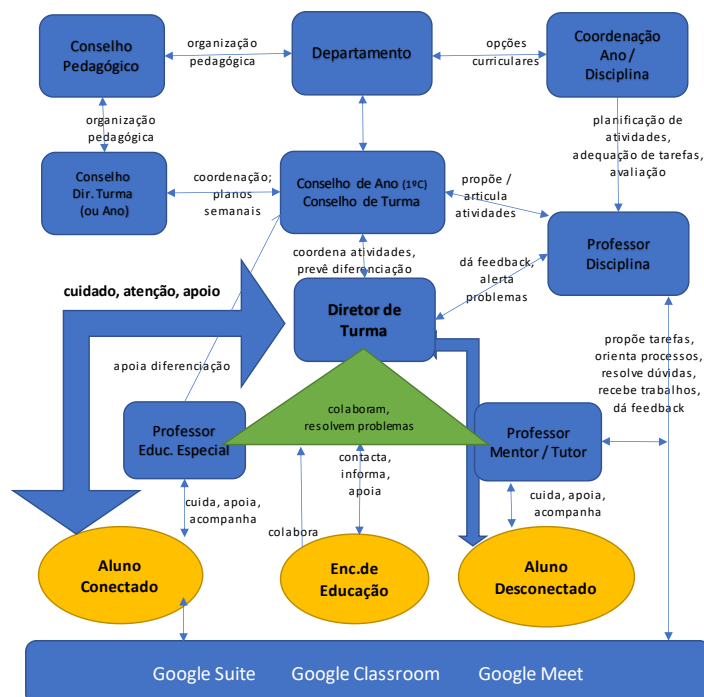 Conselho
Pedagógico
organização
pedagógica
Departamento
opções
curriculares
Coordenação
Ano /
Disciplina
organização
pedagógica
planificação de
atividades,
adequação de tarefas,
avaliação
Conselho
Dir. Turma
(ou Ano)
coordenação;
planos
semanais
Conselho de Ano (1ºC)
Conselho de Turma
propõe /
articula
atividades
Professor
Disciplina
coordena atividades,
prevê diferenciação
dá feedback,
alerta
problemas
cuidado, atenção, apoio
Diretor de
Turma
propõe tarefas,
orienta processos,
resolve dúvidas,
recebe trabalhos,
dá feedback
apoia diferenciação
Professor
Educ. Especial
colaboram,
resolvem problemas
Professor
Mentor / Tutor
contacta,
informa,
apoia
cuida, apoia,
acompanha
colabora
cuida, apoia,
acompanha
Aluno
Conectado
Enc.de
Educação
Aluno
Desconectado
Google Suite Google Classroom Google Meet